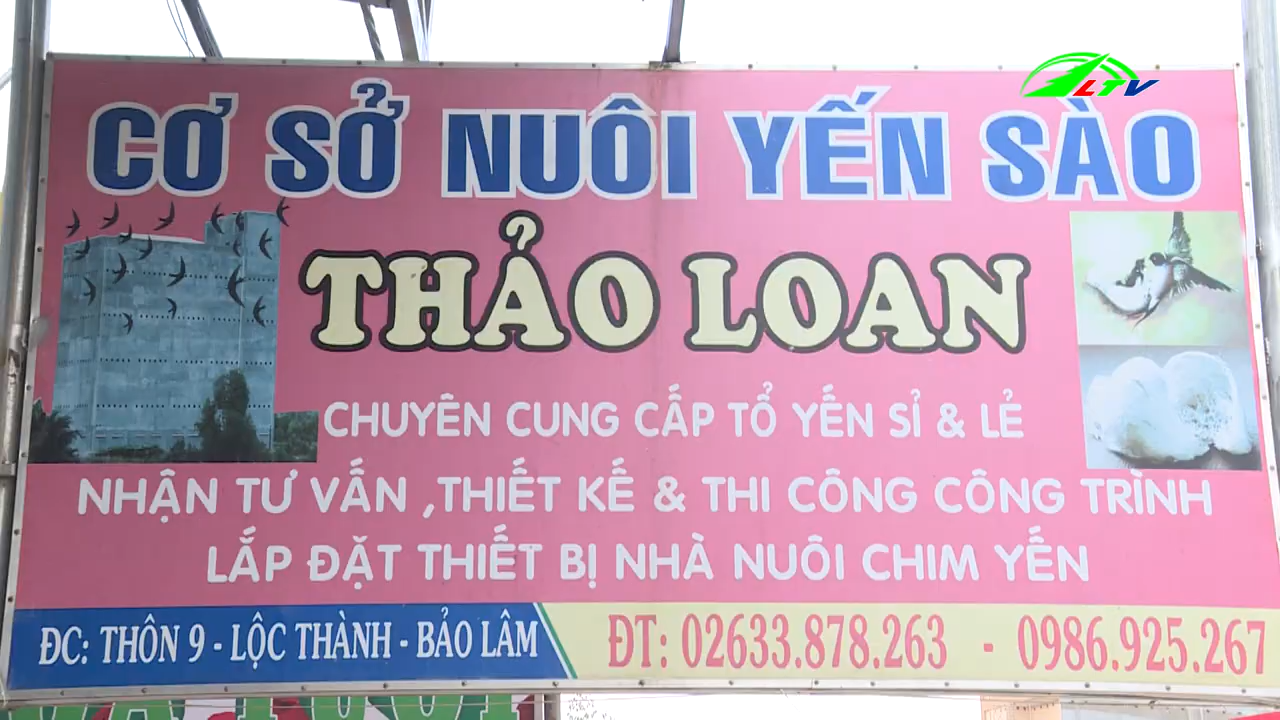 LTV
CƠ SỞ NUÔI YẾN SÀO
THẢO LOAN
CHUYÊN CUNG CẤP TỔ YẾN SỈ & LẺ
NHẬN TƯ VẤN ,THIẾT KẾ & THI CÔNG CÔNG TRÌNH
LẮP ĐẶT THIẾT BỊ NHÀ NUÔI CHIM YẾN
ĐC: THÔN 9 - LỘC THÀNH - BẢO LÂM
ĐT: 02633.878.263 - 0986.925.267